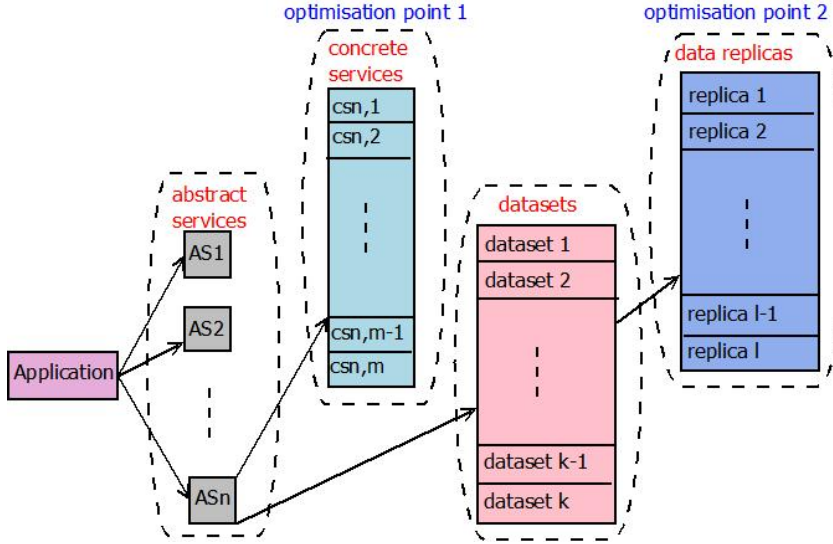 optimisation point 1
optimisation point 2
concrete
services
csn,1
csn,2
csn,m-1
csn,m
data replicas
replica 1
replica 2
replica l-1
replica l
abstract
services
AS1
AS2
ASn
datasets
dataset 1
dataset 2
dataset k-1
dataset k
Application